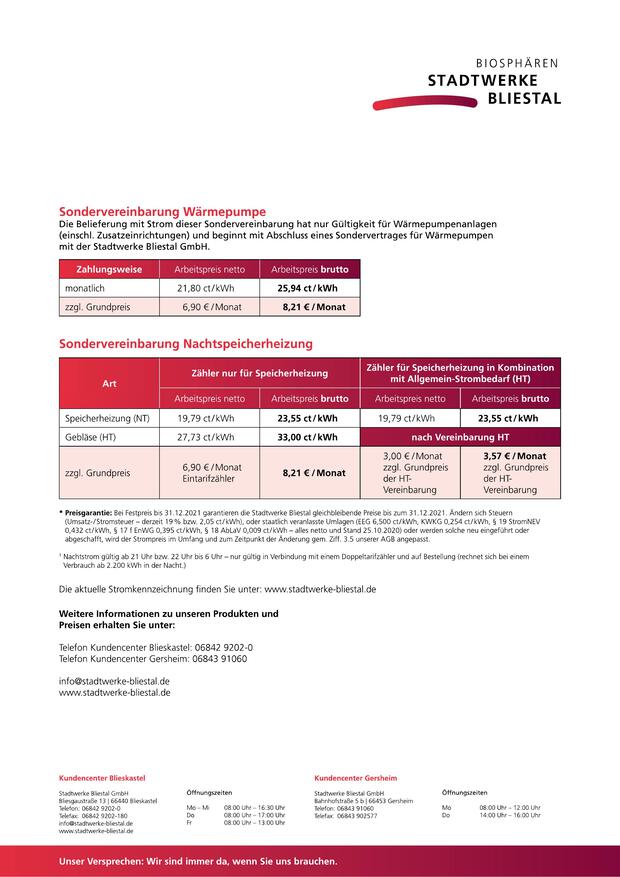 BIOSPHÄREN
STADTWERKE
BLIESTAL
Sondervereinbarung Wärmepumpe
Die Belieferung mit Strom dieser Sondervereinbarung hat nur Gültigkeit für Wärmepumpenanlagen
(einschl. Zusatzeinrichtungen) und beginnt mit Abschluss eines Sondervertrages für Wärmepumpen
mit der Stadtwerke Bliestal GmbH.
Zahlungsweise Arbeitspreis netto Arbeitspreis brutto
monatlich 21,80 ct/kWh 25,94 ct/kWh
zzgl. Grundpreis 6,90 €/Monat 8,21 €/Monat
Sondervereinbarung Nachtspeicherheizung
Art
Zähler nur für Speicherheizung
Zähler für Speicherheizung in Kombination
mit Allgemein-Strombedarf (HT)
Arbeitspreis netto Arbeitspreis brutto Arbeitspreis netto Arbeitspreis brutto
Speicherheizung (NT) 19,79 ct/kWh 23,55 ct/kWh 19,79 ct/kWh 23,55 ct/kWh
Gebläse (HT) 27,73 ct/kWh 33,00 ct/kWh nach Vereinbarung HT
zzgl. Grundpreis
6,90 €/Monat
Eintarifzähler
8,21 €/Monat
3,00 €/Monat
zzgl. Grundpreis
der HT-
Vereinbarung
3,57 €/Monat
zzgl. Grundpreis
der HT-
Vereinbarung
* Preisgarantie: Bei Festpreis bis 31.12.2021 garantieren die Stadtwerke Bliestal gleichbleibende Preise bis zum 31.12.2021. Ändern sich Steuern
(Umsatz-/Stromsteuer – derzeit 19 % bzw. 2,05 ct/kWh), oder staatlich veranlasste Umlagen (EEG 6,500 ct/kWh, KWKG 0,254 ct/kWh, § 19 StromNEV
0,432 ct/kWh, § 17 f EnWG 0,395 ct/kWh, § 18 AbLaV 0,009 ct/kWh – alles netto und Stand 25.10.2020) oder werden solche neu eingeführt oder
abgeschafft, wird der Strompreis im Umfang und zum Zeitpunkt der Änderung gem. Ziff. 3.5 unserer AGB angepasst.
¹ Nachtstrom gültig ab 21 Uhr bzw. 22 Uhr bis 6 Uhr – nur gültig in Verbindung mit einem Doppeltarifzähler und auf Bestellung (rechnet sich bei einem
Verbrauch ab 2.200 kWh in der Nacht.)
Die aktuelle Stromkennzeichnung finden Sie unter: www.stadtwerke-bliestal.de
Weitere Informationen zu unseren Produkten und
Preisen erhalten Sie unter:
Telefon Kundencenter Blieskastel: 06842 9202-0
Telefon Kundencenter Gersheim: 06843 91060
info@stadtwerke-bliestal.de
www.stadtwerke-bliestal.de
Kundencenter Blieskastel
Stadtwerke Bliestal GmbH
Bliesgaustraße 13 | 66440 Blieskastel
Telefon: 06842 9202-0
Telefax: 06842 9202-180
info@stadtwerke-bliestal.de
www.stadtwerke-bliestal.de
Öffnungszeiten
Mo – Mi 08:00 Uhr – 16:30 Uhr
Do 08:00 Uhr – 17:00 Uhr
Fr 08:00 Uhr – 13:00 Uhr
Kundencenter Gersheim
Stadtwerke Bliestal GmbH
Bahnhofstraße 5 b | 66453 Gersheim
Telefon: 06843 91060
Telefax: 06843 902577
Öffnungszeiten
Mo 08:00 Uhr – 12:00 Uhr
Do 14:00 Uhr – 16:00 Uhr
Unser Versprechen: Wir sind immer da, wenn Sie uns brauchen.